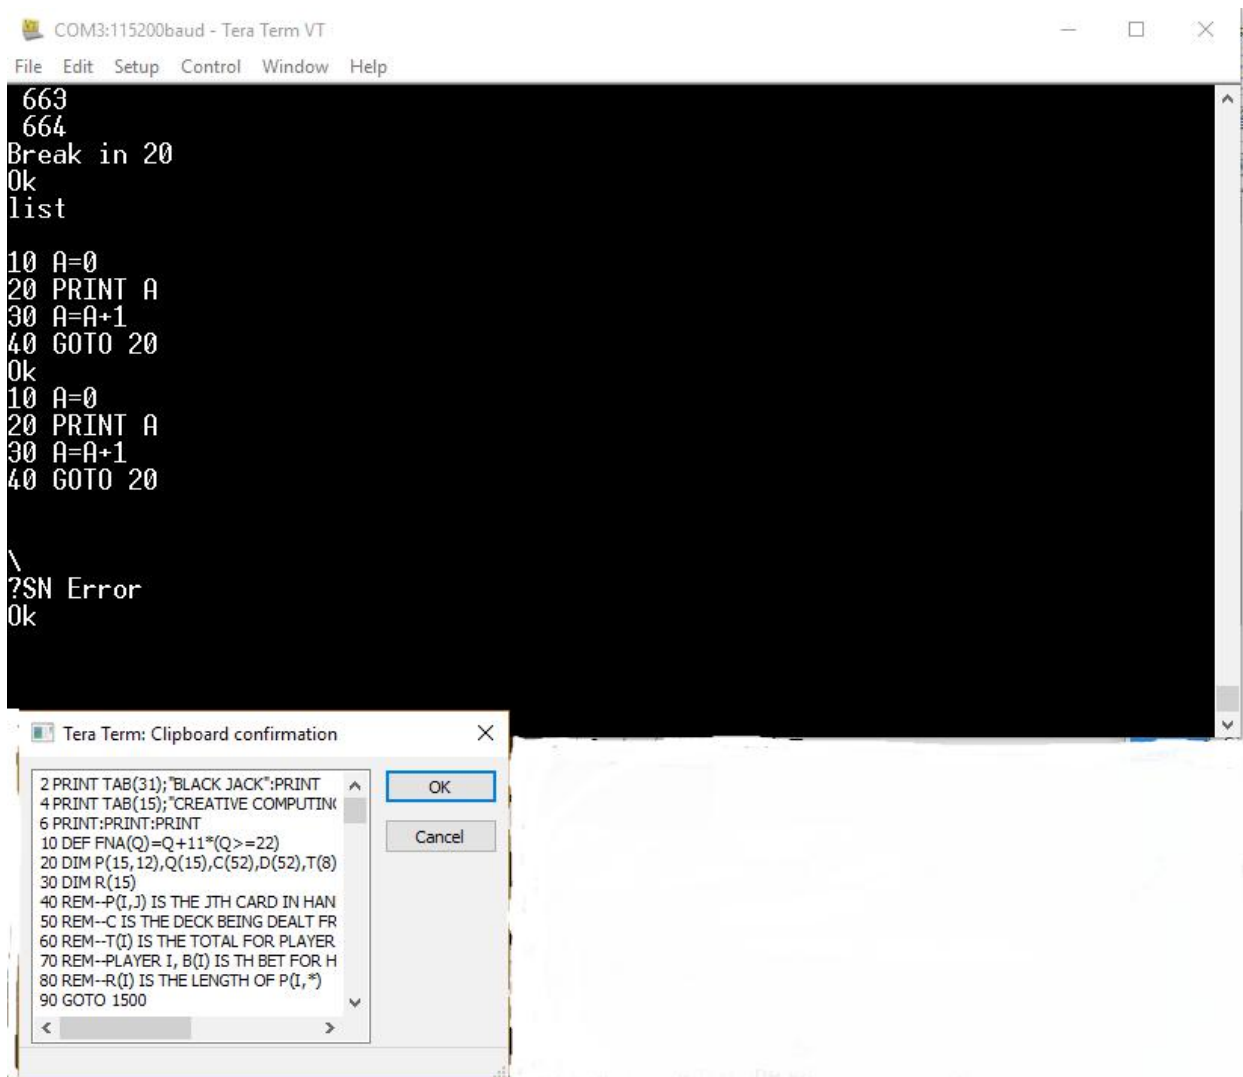 COM3:115200baud - Tera Term VT
File Edit Setup Control Window Help
663
664
Break in 20
Ok
list
10 A=0
20 PRINT A
30 A=A+1
40 GOTO 20
Ok
10 A=0
20 PRINT A
30 A=A+1
40 GOTO 20
\
?SN Error
Ok
Tera Term: Clipboard confirmation
2 PRINT TAB(31);"BLACK JACK":PRINT
4 PRINT TAB(15);"CREATIVE COMPUTING
6 PRINT:PRINT:PRINT
10 DEF FNA(Q)=Q+11*(Q>=22)
20 DIM P(15,12),Q(15),C(52),D(52),T(8)
30 DIM R(15)
40 REM--P(I,J) IS THE JTH CARD IN HAN
50 REM--C IS THE DECK BEING DEALT FR
60 REM--T(I) IS THE TOTAL FOR PLAYER
70 REM--PLAYER I, B(I) IS TH BET FOR H
80 REM--R(I) IS THE LENGTH OF P(I,*)
90 GOTO 1500
OK
Cancel